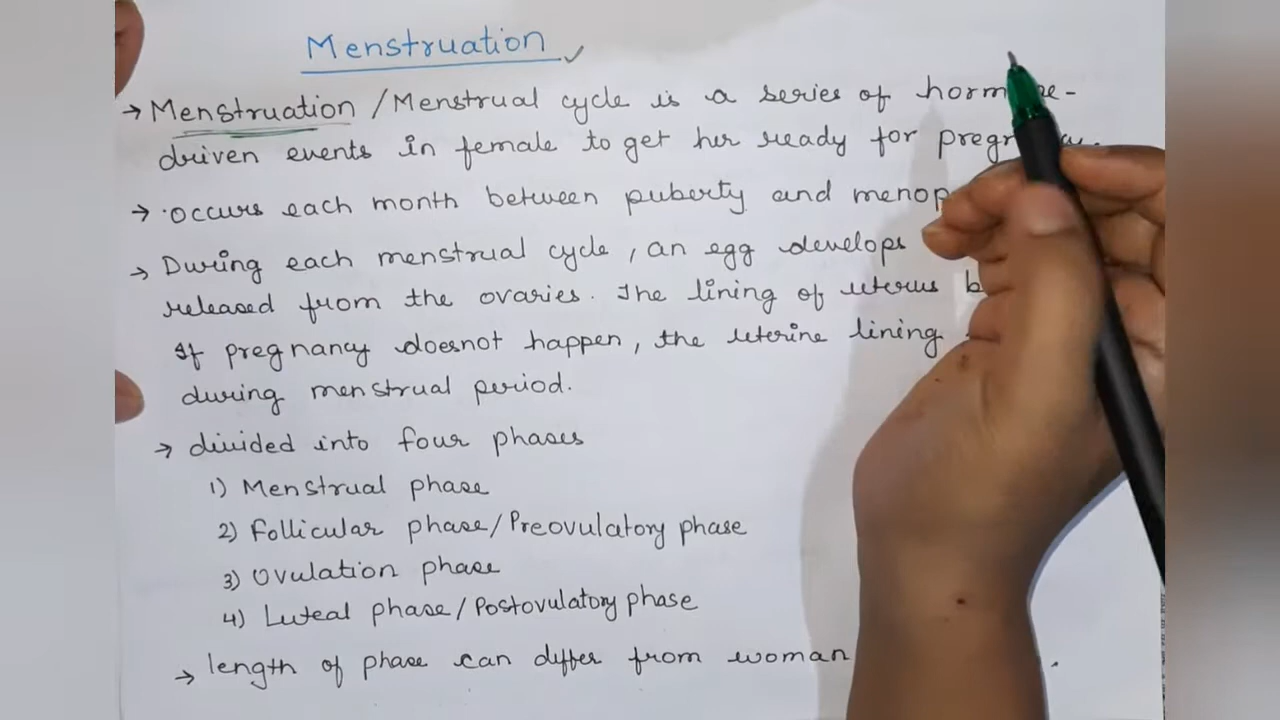 Menstruation
→ Menstruation / Menstrual cycle is a series of
driven events in female to get her ready for
→ occurs each month between puberty and
→ During each menstrual cycle, an egg develops
released from the ovaries. The lining of uterus
If pregnancy doesnot happen, the uterine lining
during menstrual period.
→ divided into four phases
1) Menstrual phase
2) Follicular phase/Preovulatory phase
3) Ovulation phase
4) Luteal phase/Postovulatory phase
→ length of phase can differ from woman